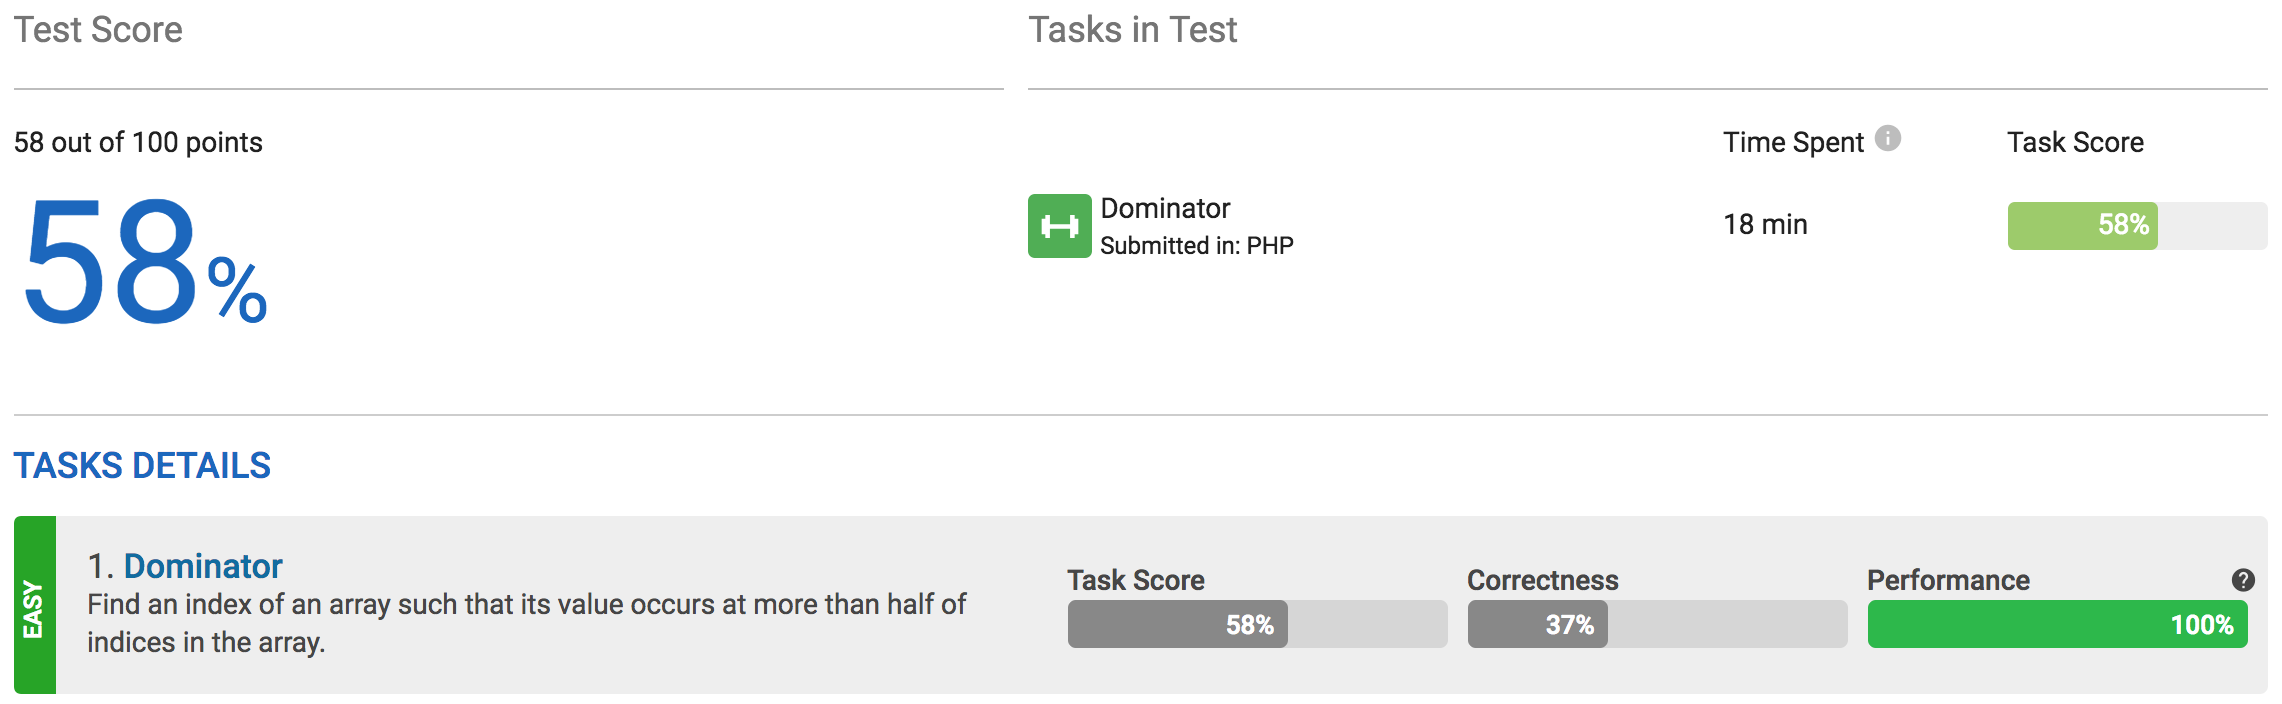 Test Score
Tasks in Test
58 out of 100 points
Time Spent
Task Score
58%
Dominator
Submitted in: PHP
18 min
58%
TASKS DETAILS
EASY
1. Dominator
Find an index of an array such that its value occurs at more than half of
indices in the array.
Task Score
58%
Correctness
37%
Performance
100%